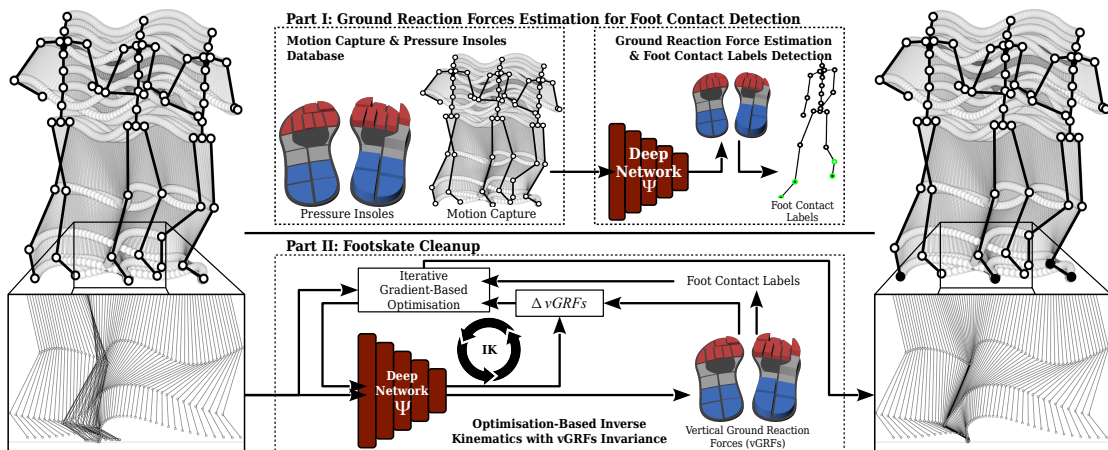 Part I: Ground Reaction Forces Estimation for Foot Contact Detection
Motion Capture & Pressure Insoles
Database
Pressure Insoles
Motion Capture
Ground Reaction Force Estimation
& Foot Contact Labels Detection
Deep
Network
Ψ
Foot Contact
Labels
Part II: Footskate Cleanup
Iterative
Gradient-Based
Optimisation
Δ vGRFs
Foot Contact Labels
IK
Deep
Network
Ψ
Optimisation-Based Inverse
Kinematics with vGRFs Invariance
Vertical Ground Reaction
Forces (vGRFs)